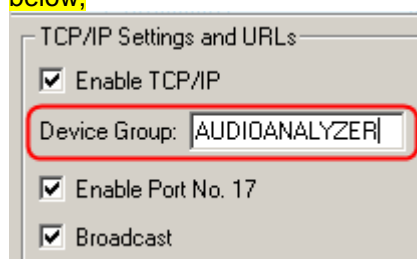 below;
TCP/IP Settings and URLs
Enable TCP/IP
Device Group: AUDIOANALYZER
Enable Port No. 17
Broadcast